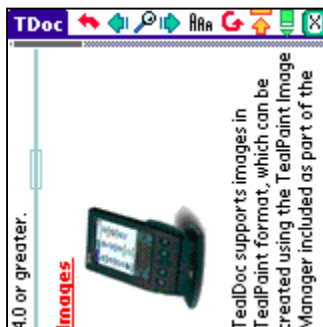 TDoc
AAA
4.0 or greater.
Images
TealDoc supports images in
TealPaint format, which can be
created using the TealPaint Image
Manager included as part of the